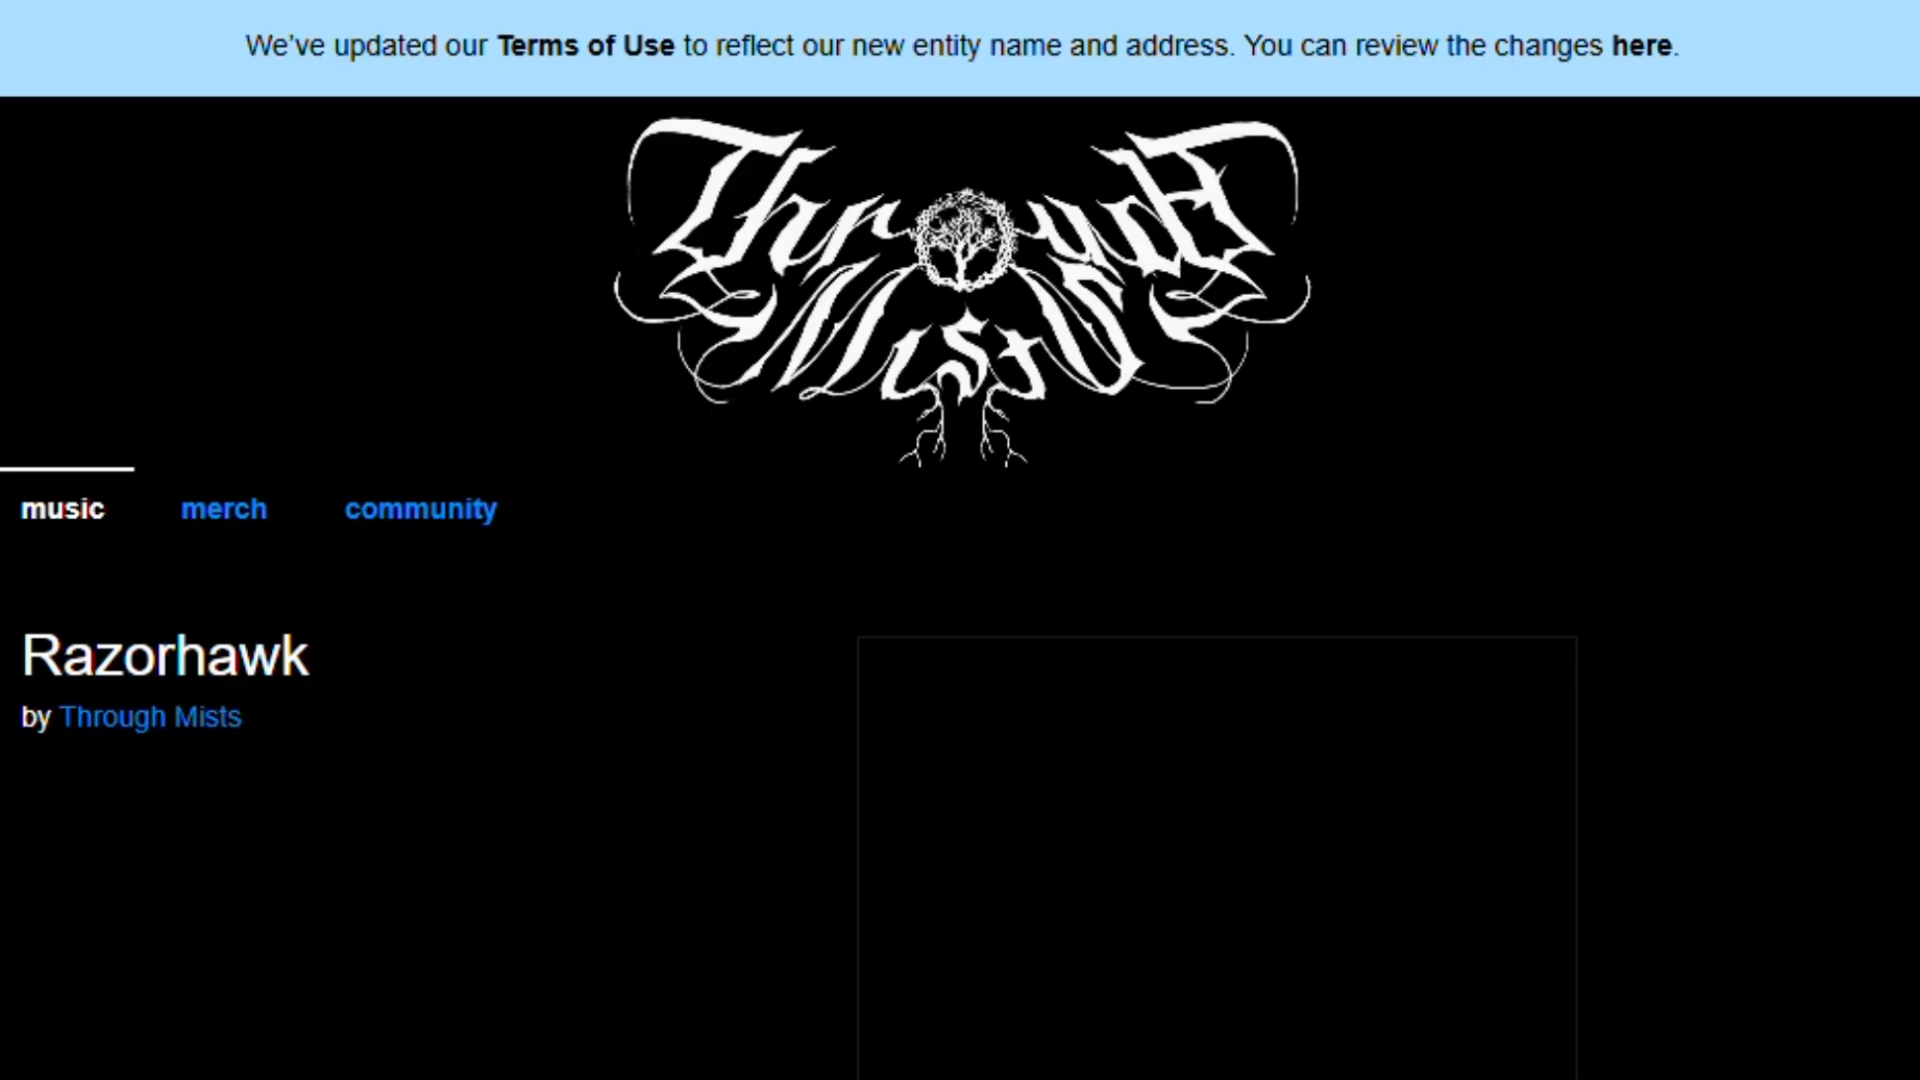 We've updated our Terms of Use to reflect our new entity name and address. You can review the changes here.
Through
Mists
music merch community
Razorhawk
by Through Mists